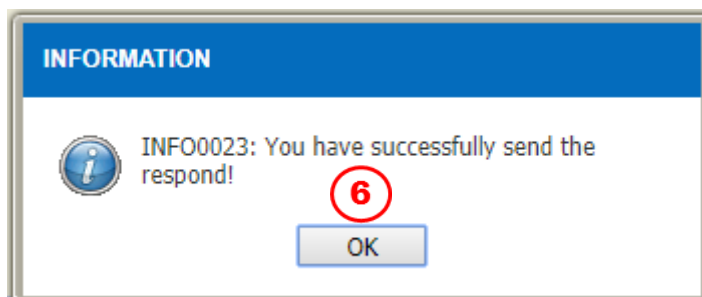 INFORMATION
INFO0023: You have successfully send the
respond!
6
OK